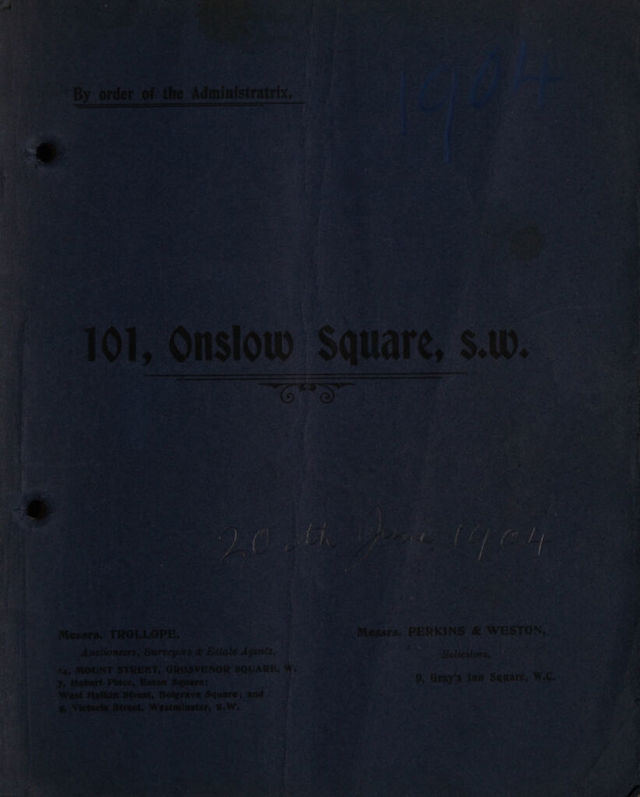 By order of the Administratrix.
1904
101, Onslow Square, S.W.
20th June 1904
Messrs. TROLLOPE,
Auctioneers, Surveyors & Estate Agents,
14, MOUNT STREET, GROSVENOR SQUARE, W.
7, Hobart Place, Eaton Square;
West Halkin Street, Belgrave Square; and
5, Victoria Street, Westminster, S.W.
Messrs. PERKINS & WESTON,
Solicitors,
9, Gray's Inn Square, W.C.